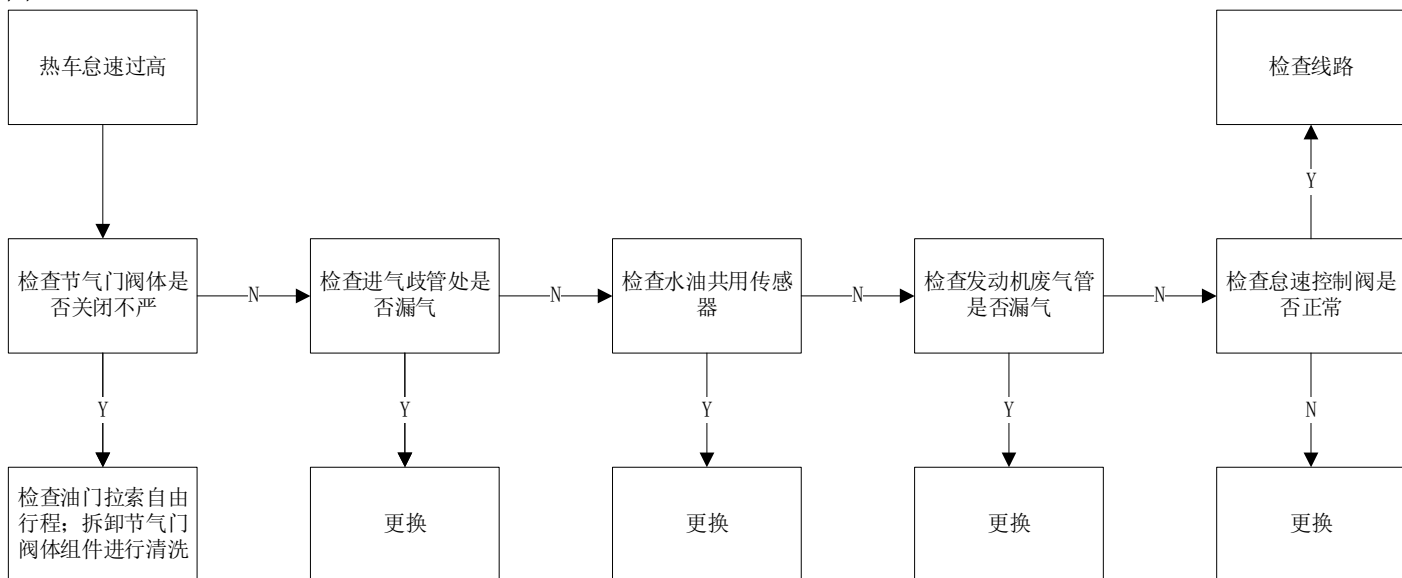 热车怠速过高
检查线路
Y
检查节气门阀体是
否关闭不严
N
检查进气歧管处是
否漏气
N
检查水油共用传感
器
N
检查发动机废气管
是否漏气
N
检查怠速控制阀是
否正常
Y
Y
Y
Y
N
检查油门拉索自由
行程；拆卸节气门
阀体组件进行清洗
更换
更换
更换
更换